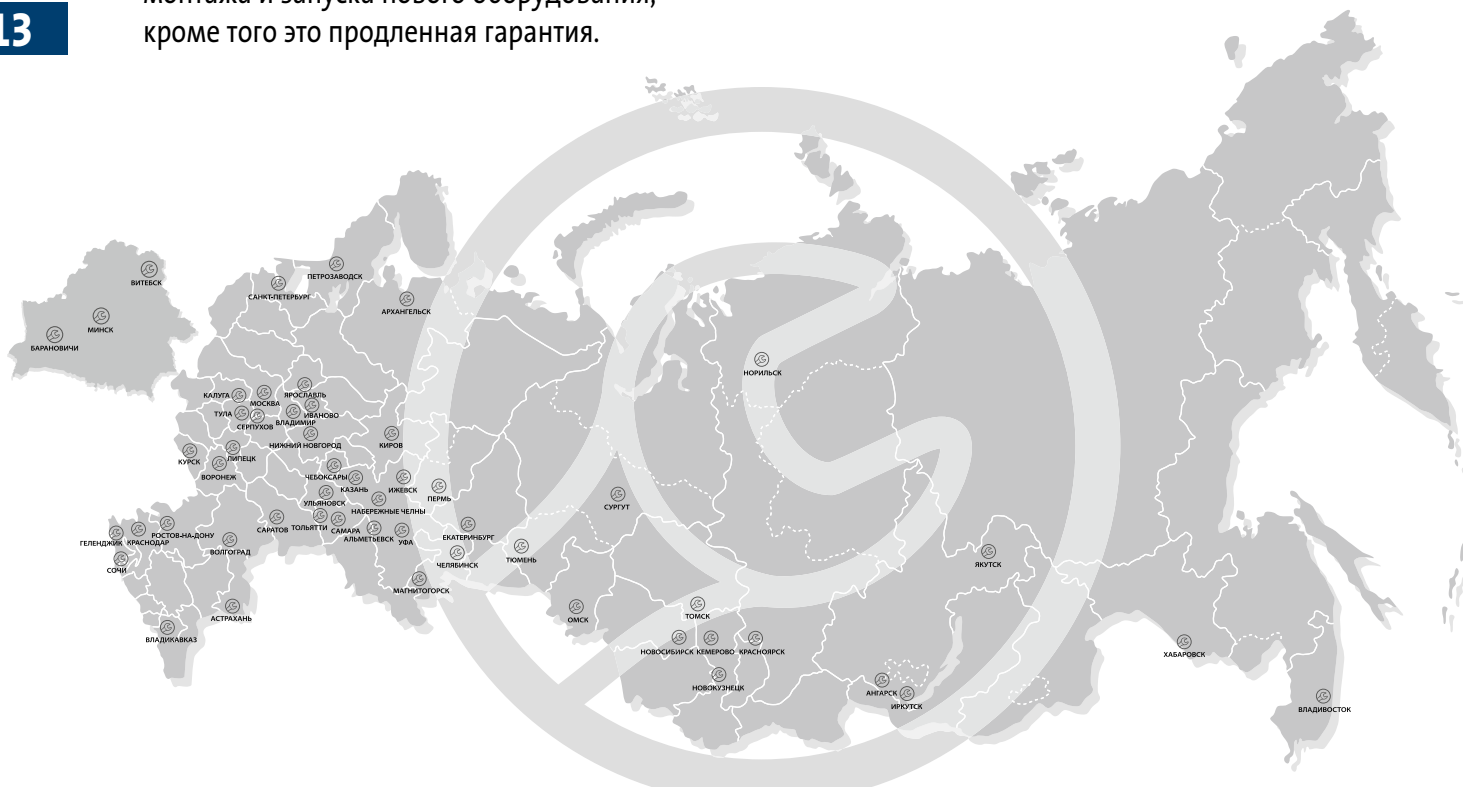 13
монтажа и запуска нового оборудования,
кроме того это продленная гарантия.
ВИТЕБСК
МИНСК
БАРАНОВИЧИ
ПЕТРОЗАВОДСК
САНКТ-ПЕТЕРБУРГ
АРХАНГЕЛЬСК
НОРИЛЬСК
КАЛУГА
МОСКВА
ЯРОСЛАВЛЬ
ТУЛА
СЕРПУХОВ
ВЛАДИМИР
ИВАНОВО
НИЖНИЙ НОВГОРОД
КИРОВ
КУРСК
ЛИПЕЦК
ВОРОНЕЖ
ЧЕБОКСАРЫ
КАЗАНЬ
ИЖЕВСК
ПЕРМЬ
УЛЬЯНОВСК
НАБЕРЕЖНЫЕ ЧЕЛНЫ
СУРГУТ
ГЕЛЕНДЖИК
КРАСНОДАР
РОСТОВ-НА-ДОНУ
САРАТОВ
ТОЛЬЯТТИ
САМАРА
АЛЬМЕТЬЕВСК
УФА
ЕКАТЕРИНБУРГ
ВОЛГОГРАД
ЧЕЛЯБИНСК
ТЮМЕНЬ
СОЧИ
ЯКУТСК
МАГНИТОГОРСК
АСТРАХАНЬ
ОМСК
ТОМСК
ВЛАДИКАВКАЗ
НОВОСИБИРСК
КЕМЕРОВО
КРАСНОЯРСК
ХАБАРОВСК
НОВОКУЗНЕЦК
АНГАРСК
ИРКУТСК
ВЛАДИВОСТОК